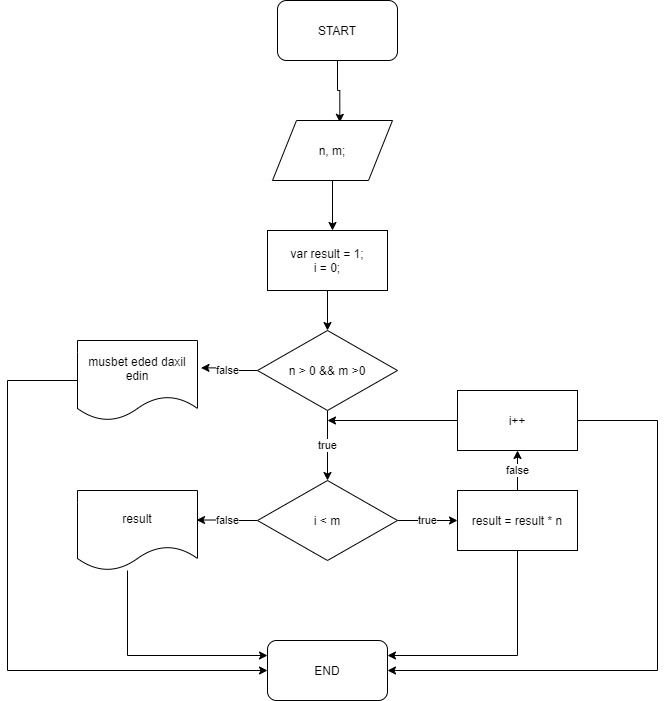 START
n, m;
var result = 1;
i = 0;
musbet eded daxil
edin
false
n > 0 && m >0
i++
true
false
result
false
i < m
true
result = result * n
END